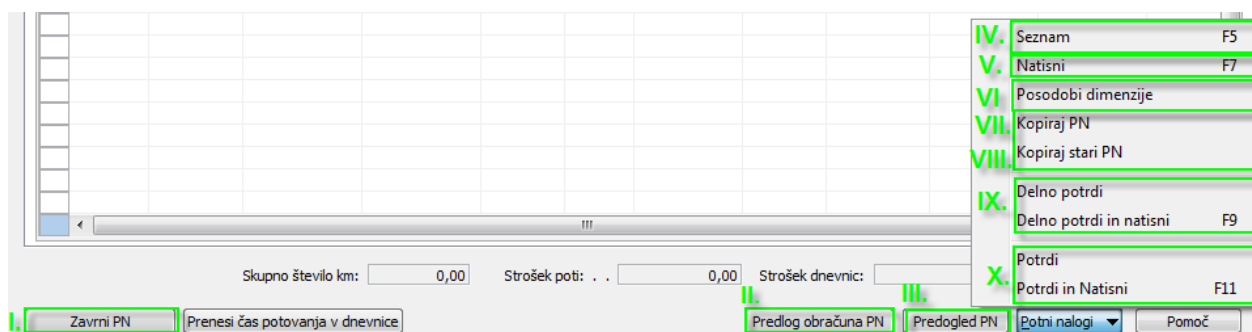 IV. Seznam F5
V. Natisni F7
VI Posodobi dimenzije
VII. Kopiraj PN
VIII. Kopiraj stari PN
IX. Delno potrdi
Delno potrdi in natisni F9
X. Potrdi
Potrdi in Natisni F11
Skupno število km: 0,00 Strošek poti: . . 0,00 Strošek dnevnic:
II. III.
I. Zavrni PN Prenesi čas potovanja v dnevnice Predlog obračuna PN Predogled PN Potni nalogi Pomoč